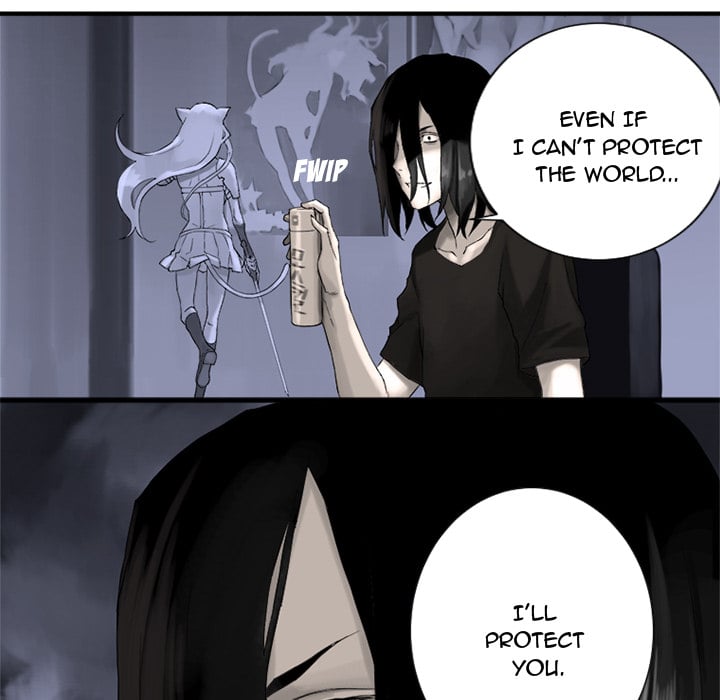 EVEN IF
I CAN'T PROTECT
THE WORLD...
FWIP
I'LL
PROTECT
YOU.